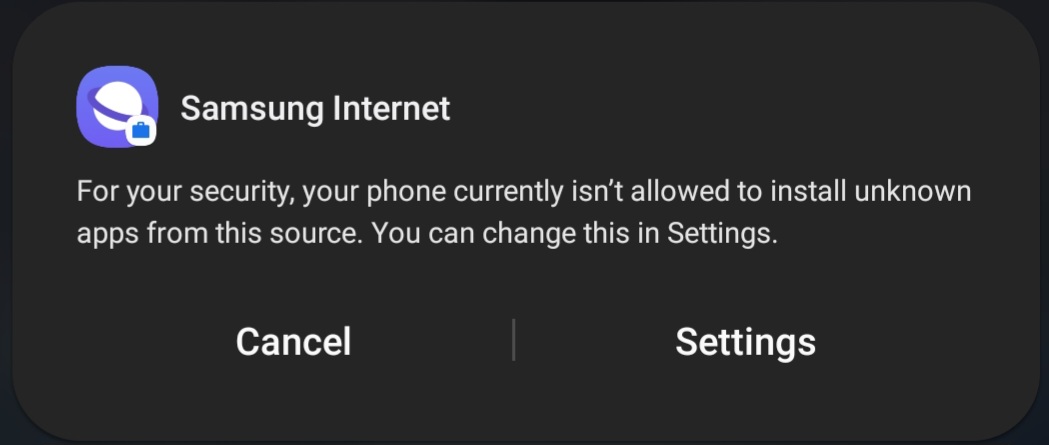 Samsung Internet
For your security, your phone currently isn’t allowed to install unknown
apps from this source. You can change this in Settings.
Cancel
Settings